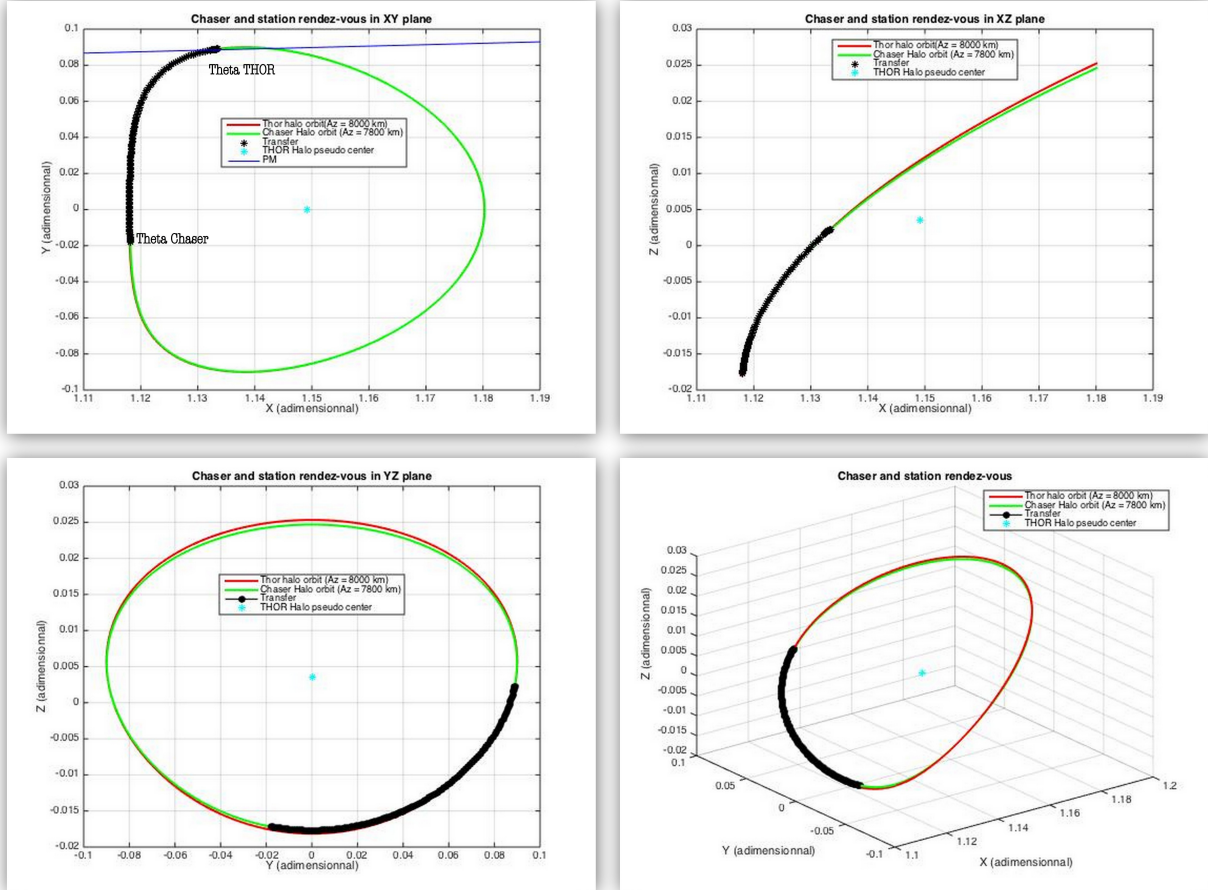 Chaser and station rendez-vous in XY plane
0.1
0.08
0.06
0.04
0.02
0
-0.02
-0.04
-0.06
-0.08
-0.1
Y (adimensionnal)
Theta THOR
Thor halo orbit(Az = 8000 km)
Chaser Halo orbit (Az = 7800 km)
Transfer
THOR Halo pseudo center
PM
Theta Chaser
1.11 1.12 1.13 1.14 1.15 1.16 1.17 1.18 1.19
X (adimensionnal)
Chaser and station rendez-vous in XZ plane
0.03
0.025
0.02
0.015
0.01
0.005
0
-0.005
-0.01
-0.015
-0.02
Z (adimensionnal)
Thor halo orbit(Az = 8000 km)
Chaser Halo orbit (Az = 7800 km)
Transfer
THOR Halo pseudo center
1.11 1.12 1.13 1.14 1.15 1.16 1.17 1.18 1.19
X (adimensionnal)
Chaser and station rendez-vous in YZ plane
0.03
0.025
0.02
0.015
0.01
0.005
0
-0.005
-0.01
-0.015
-0.02
Z (adimensionnal)
Thor halo orbit (Az = 8000 km)
Chaser Halo orbit (Az = 7800 km)
Transfer
THOR Halo pseudo center
-0.1 -0.08 -0.06 -0.04 -0.02 0 0.02 0.04 0.06 0.08 0.1
Y (adimensionnal)
Chaser and station rendez-vous
Thor halo orbit (Az = 8000 km)
Chaser Halo orbit (Az = 7800 km)
Transfer
THOR Halo pseudo center
0.03
0.025
0.02
0.015
0.01
0.005
0
-0.005
-0.01
-0.015
-0.02
Z (adimensionnal)
0.1
0.05
0
-0.05
-0.1
Y (adimensionnal)
1.1
1.12
1.14
1.16
1.18
1.2
X (adimensionnal)